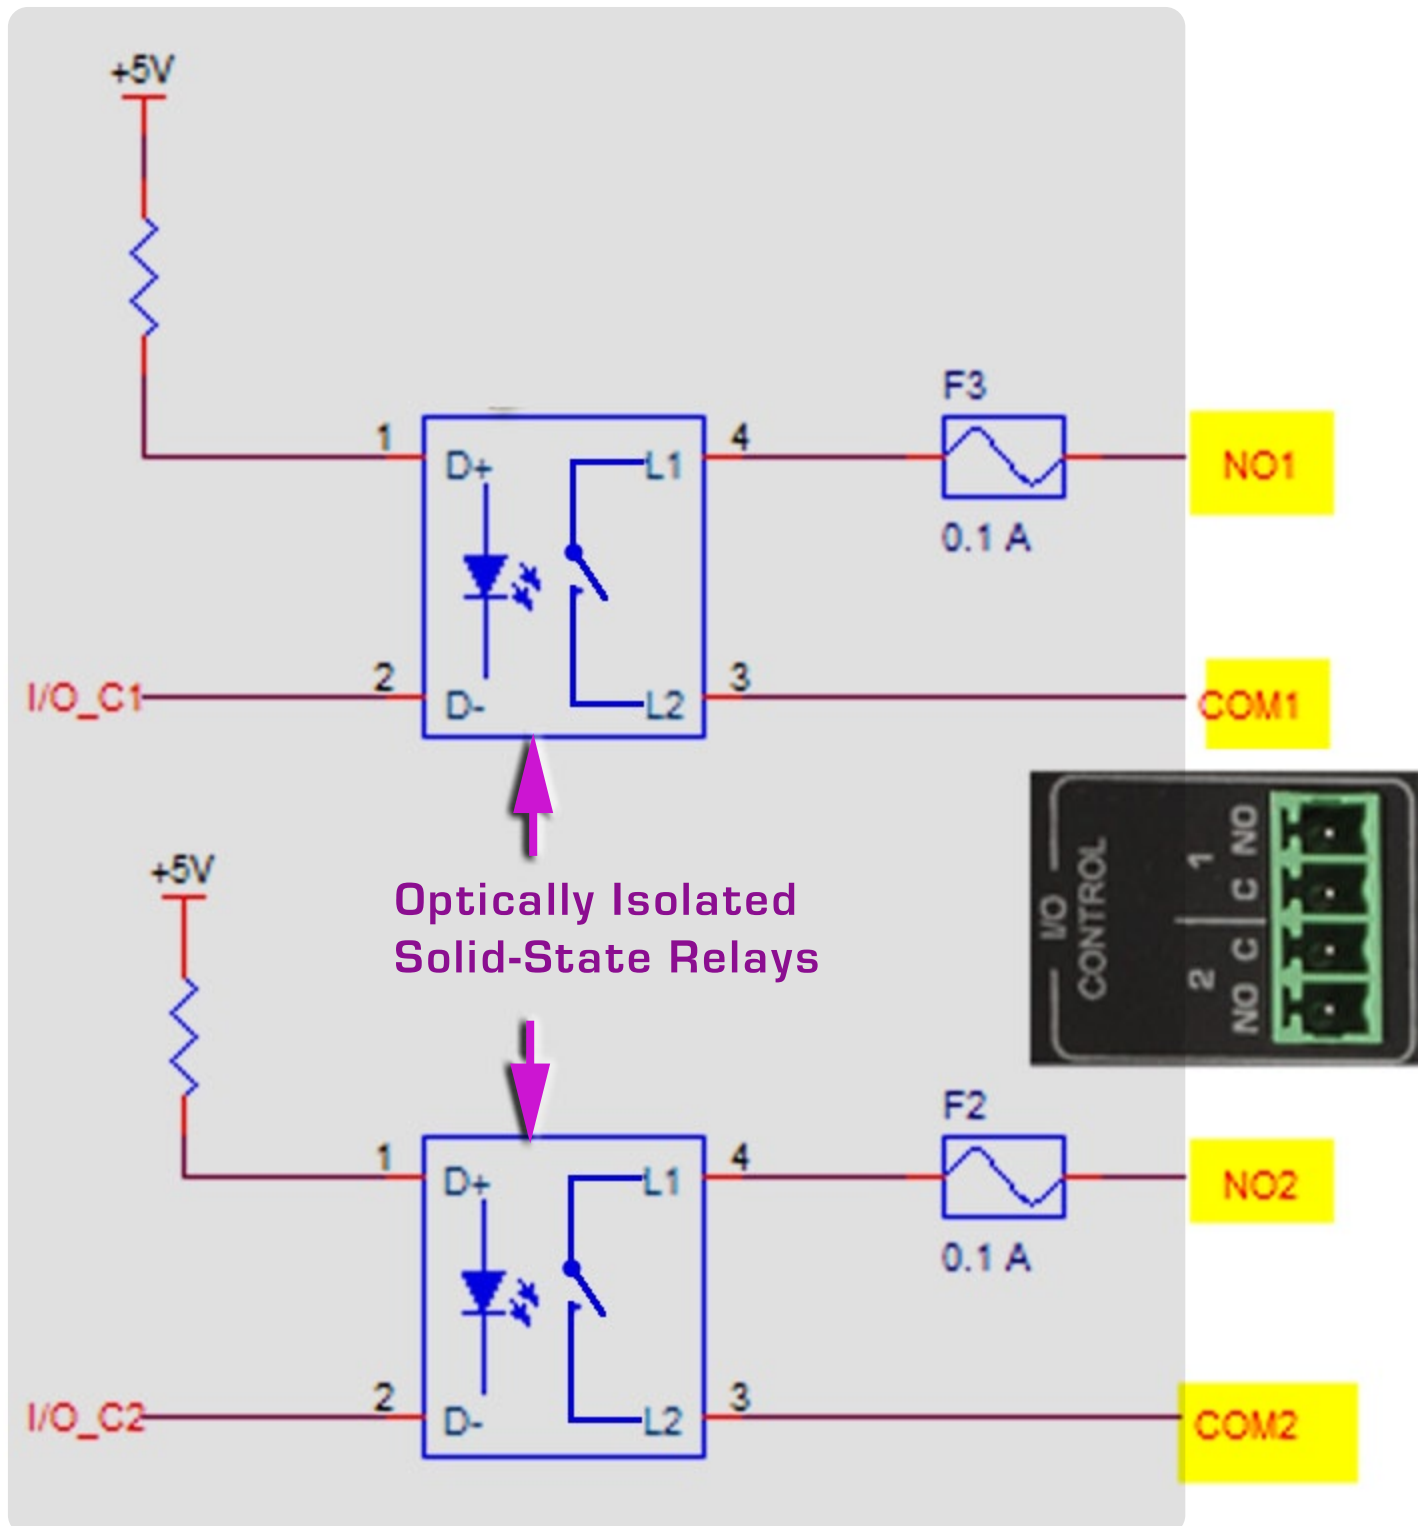 +5V
F3
1
D+
L1
4
NO1
0.1 A
I/O_C1
2
D-
L2
3
COM1
I/O
CONTROL
1
2
NO
C
C
NO
+5V
Optically Isolated
Solid-State Relays
F2
1
D+
L1
4
NO2
0.1 A
I/O_C2
2
D-
L2
3
COM2